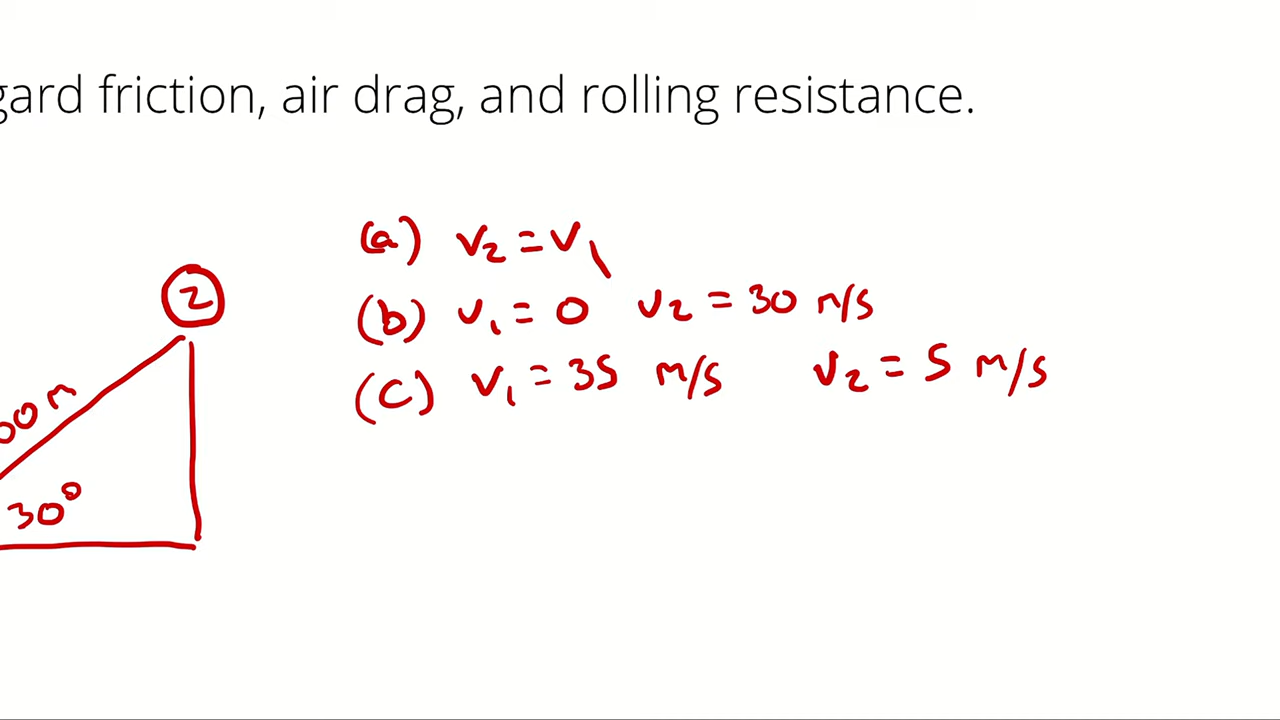 gard friction, air drag, and rolling resistance.
(a) v₂ = v₁
2
(b) v₁ = 0 v₂ = 30 m/s
(c) v₁ = 35 m/s v₂ = 5 m/s
00 m
30°